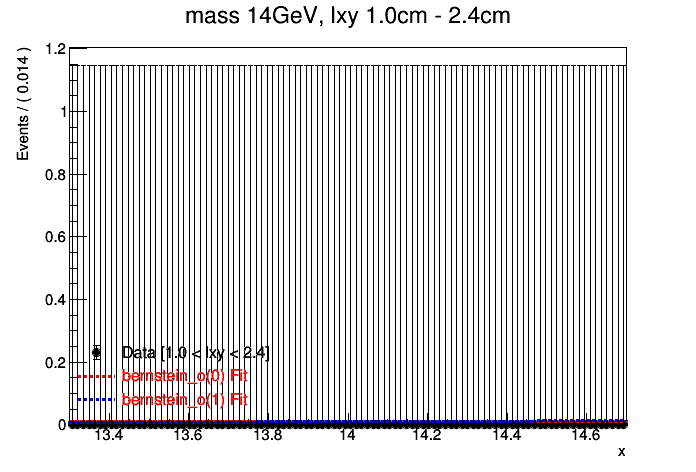 mass 14GeV, lxy 1.0cm - 2.4cm
Events / ( 0.014 )
1.2
1
0.8
0.6
0.4
0.2
0
Data [1.0 < lxy < 2.4]
bernstein_o(0) Fit
bernstein_o(1) Fit
13.4 13.6 13.8 14 14.2 14.4 14.6
x